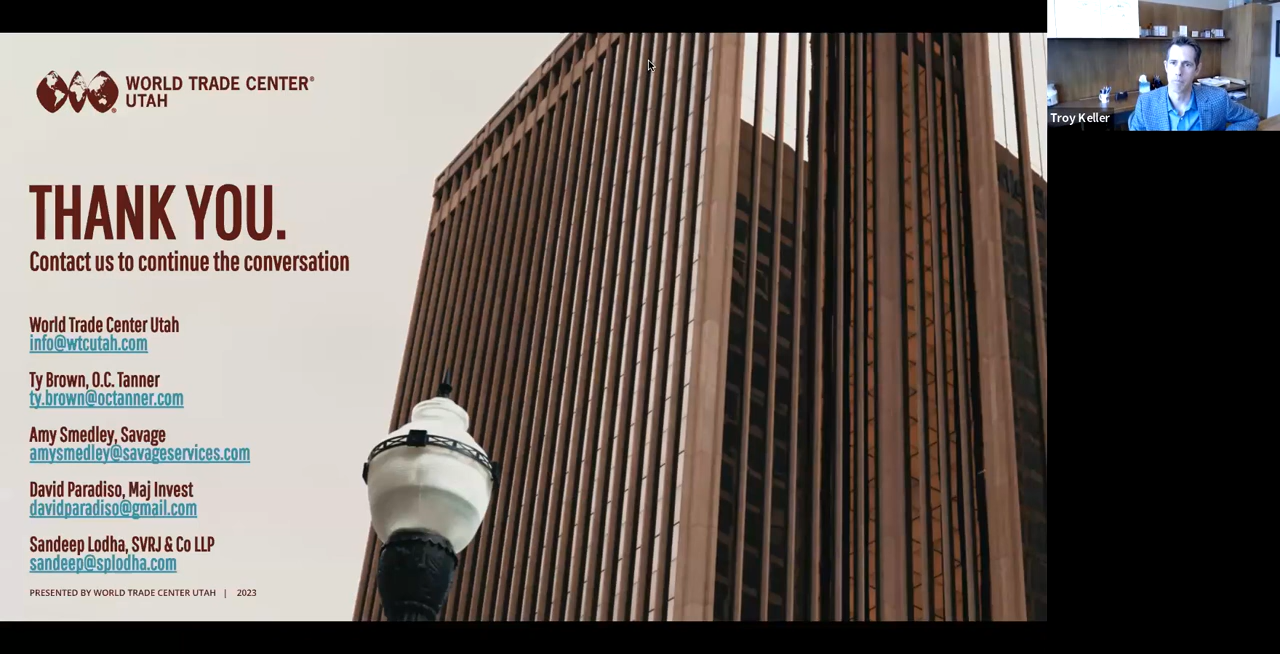 WORLD TRADE CENTER®
UTAH
THANK YOU.
Contact us to continue the conversation
World Trade Center Utah
info@wtcutah.com
Ty Brown, O.C. Tanner
ty.brown@octanner.com
Amy Smedley, Savage
amysmedley@savageservices.com
David Paradiso, Maj Invest
davidparadiso@gmail.com
Sandeep Lodha, SVRJ & Co LLP
sandeep@splodha.com
PRESENTED BY WORLD TRADE CENTER UTAH | 2023
Troy Keller